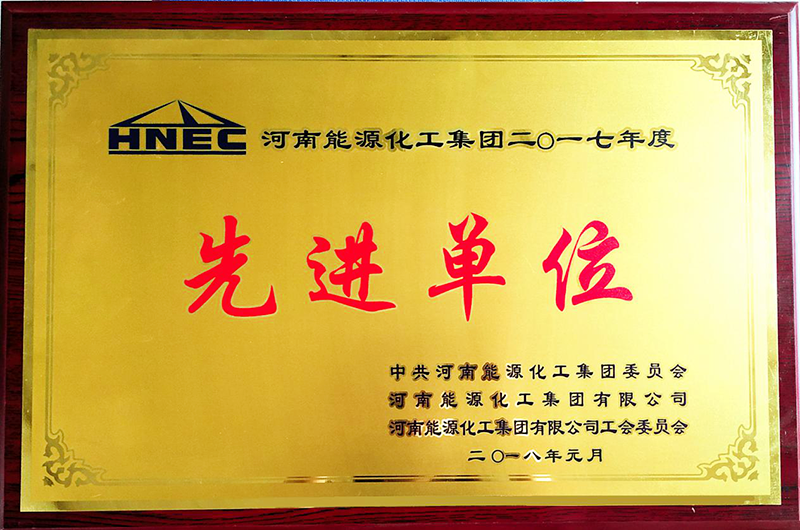 HNEC 河南能源化工集团二〇一七年度
先进单位
中共河南能源化工集团委员会
河南能源化工集团有限公司
河南能源化工集团有限公司工会委员会
二〇一八年元月